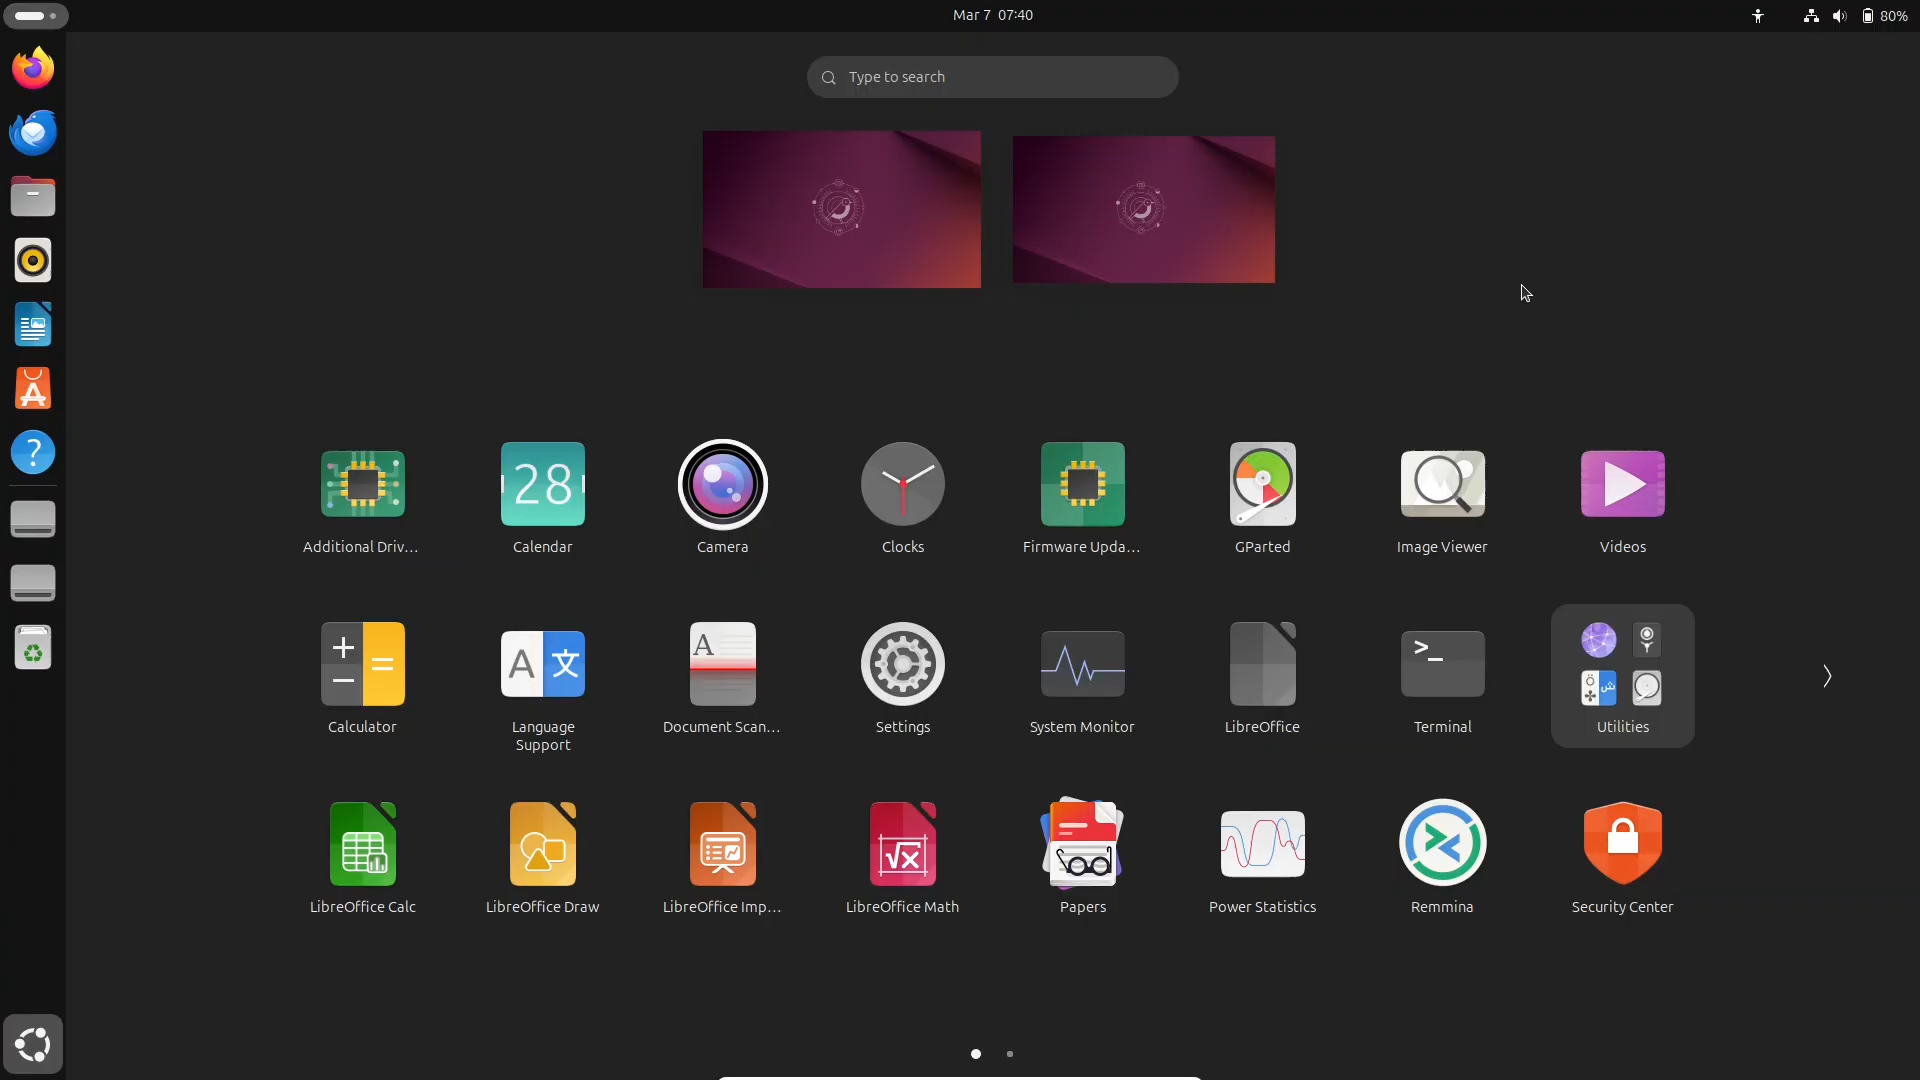 Mar 7 07:40
80%
Type to search
28
Additional Driv...
Calendar
Camera
Clocks
Firmware Upda...
GParted
Image Viewer
Videos
Calculator
Language
Support
Document Scan...
Settings
System Monitor
LibreOffice
Terminal
Utilities
LibreOffice Calc
LibreOffice Draw
LibreOffice Imp...
LibreOffice Math
Papers
Power Statistics
Remmina
Security Center